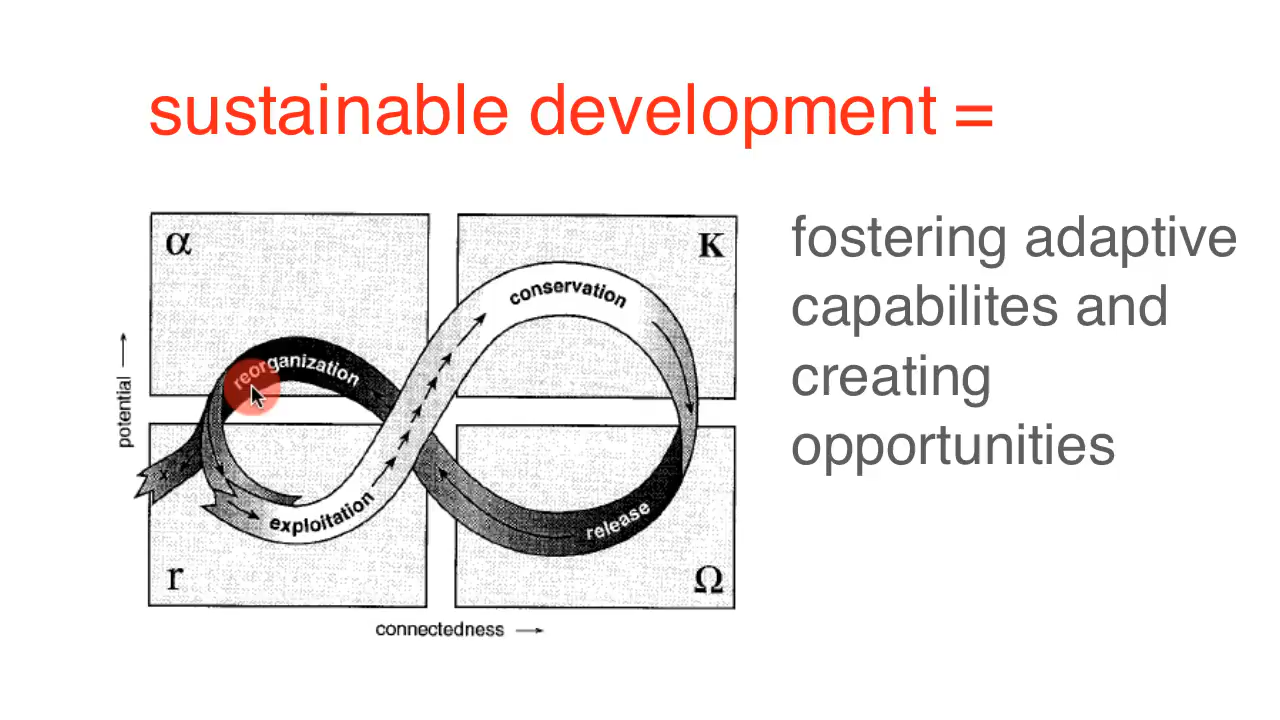 sustainable development =
fostering adaptive
capabilites and
creating
opportunities
α
K
reorganization
conservation
potential
x
exploitation
release
r
Ω
connectedness